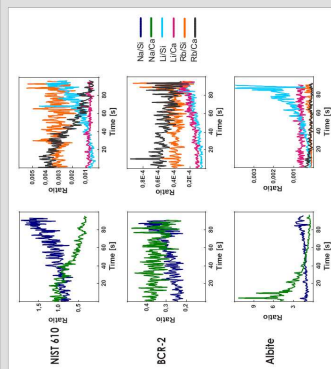 Na/Si
Na/Ca
Li/Si
Li/Ca
Rb/Si
Rb/Ca
NIST 610
1,5
1,0
0,5
Ratio
20
40
60
80
Time [s]
0,005
0,004
0,003
0,002
0,001
Ratio
20
40
60
80
Time [s]
BCR-2
0,4
0,3
0,2
Ratio
20
40
60
80
Time [s]
0,8E-4
0,6E-4
0,4E-4
0,2E-4
Ratio
20
40
60
80
Time [s]
Albite
9
6
3
Ratio
20
40
60
80
Time [s]
0,003
0,002
0,001
Ratio
20
40
60
80
Time [s]